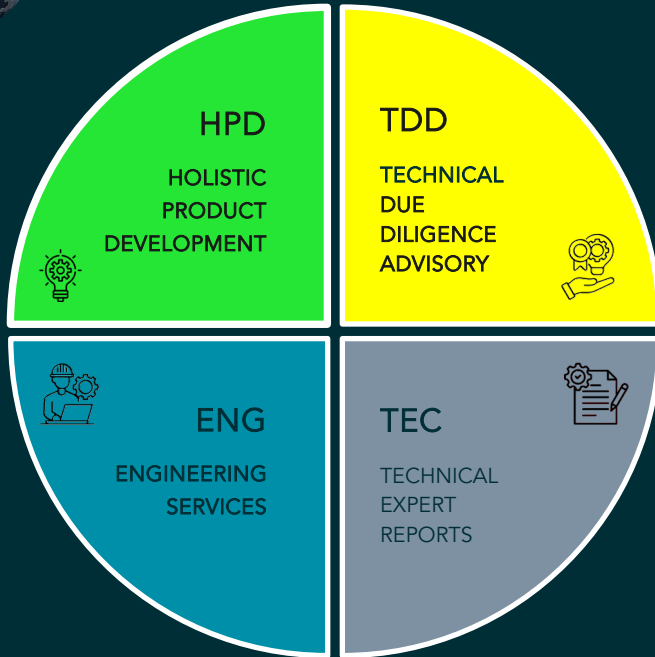 HPD
HOLISTIC
PRODUCT
DEVELOPMENT
TDD
TECHNICAL
DUE
DILIGENCE
ADVISORY
ENG
ENGINEERING
SERVICES
TEC
TECHNICAL
EXPERT
REPORTS